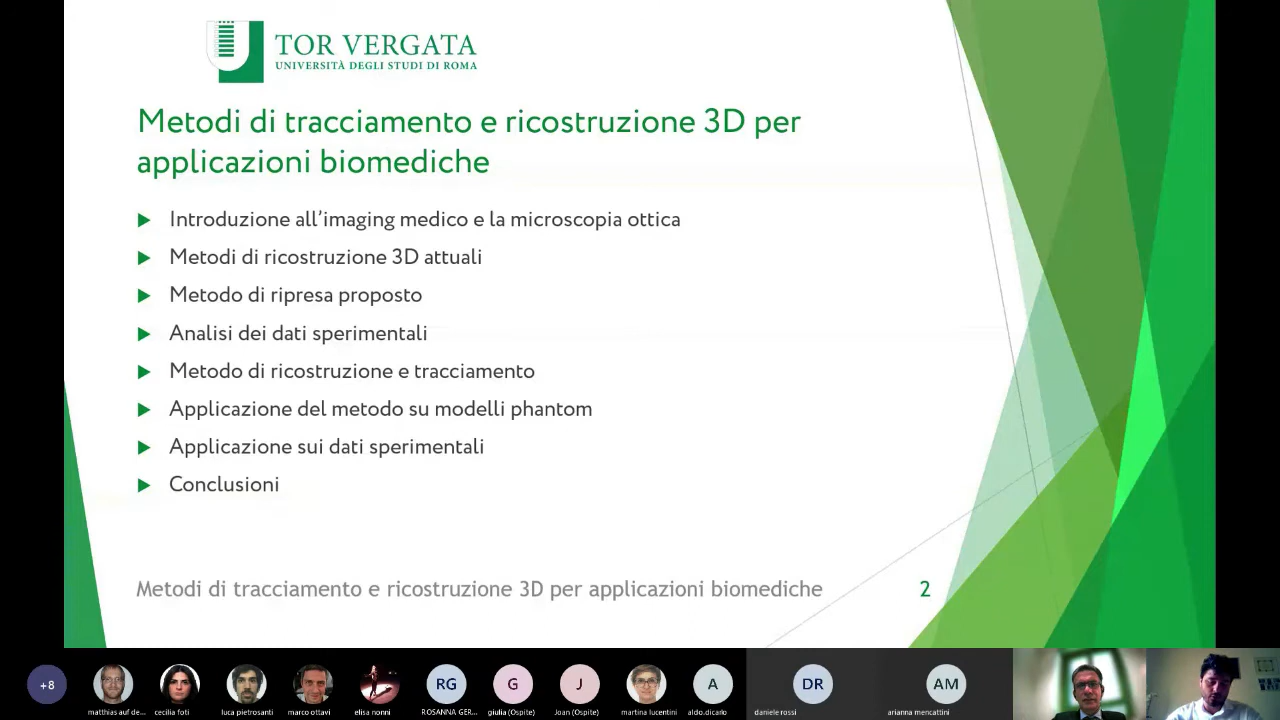 TOR VERGATA
UNIVERSITÀ DEGLI STUDI DI ROMA
Metodi di tracciamento e ricostruzione 3D per
applicazioni biomediche
Introduzione all'imaging medico e la microscopia ottica
Metodi di ricostruzione 3D attuali
Metodo di ripresa proposto
Analisi dei dati sperimentali
Metodo di ricostruzione e tracciamento
Applicazione del metodo su modelli phantom
Applicazione sui dati sperimentali
Conclusioni
Metodi di tracciamento e ricostruzione 3D per applicazioni biomediche 2
+8 RG G J A DR AM
matthias auf de... cecilia foti luca pietrosanti marco ottavi elisa nonni ROSANNA GER... giulia (Ospite) Joan (Ospite) martina lucentini aldo.dicarlo daniele rossi arianna mencattini